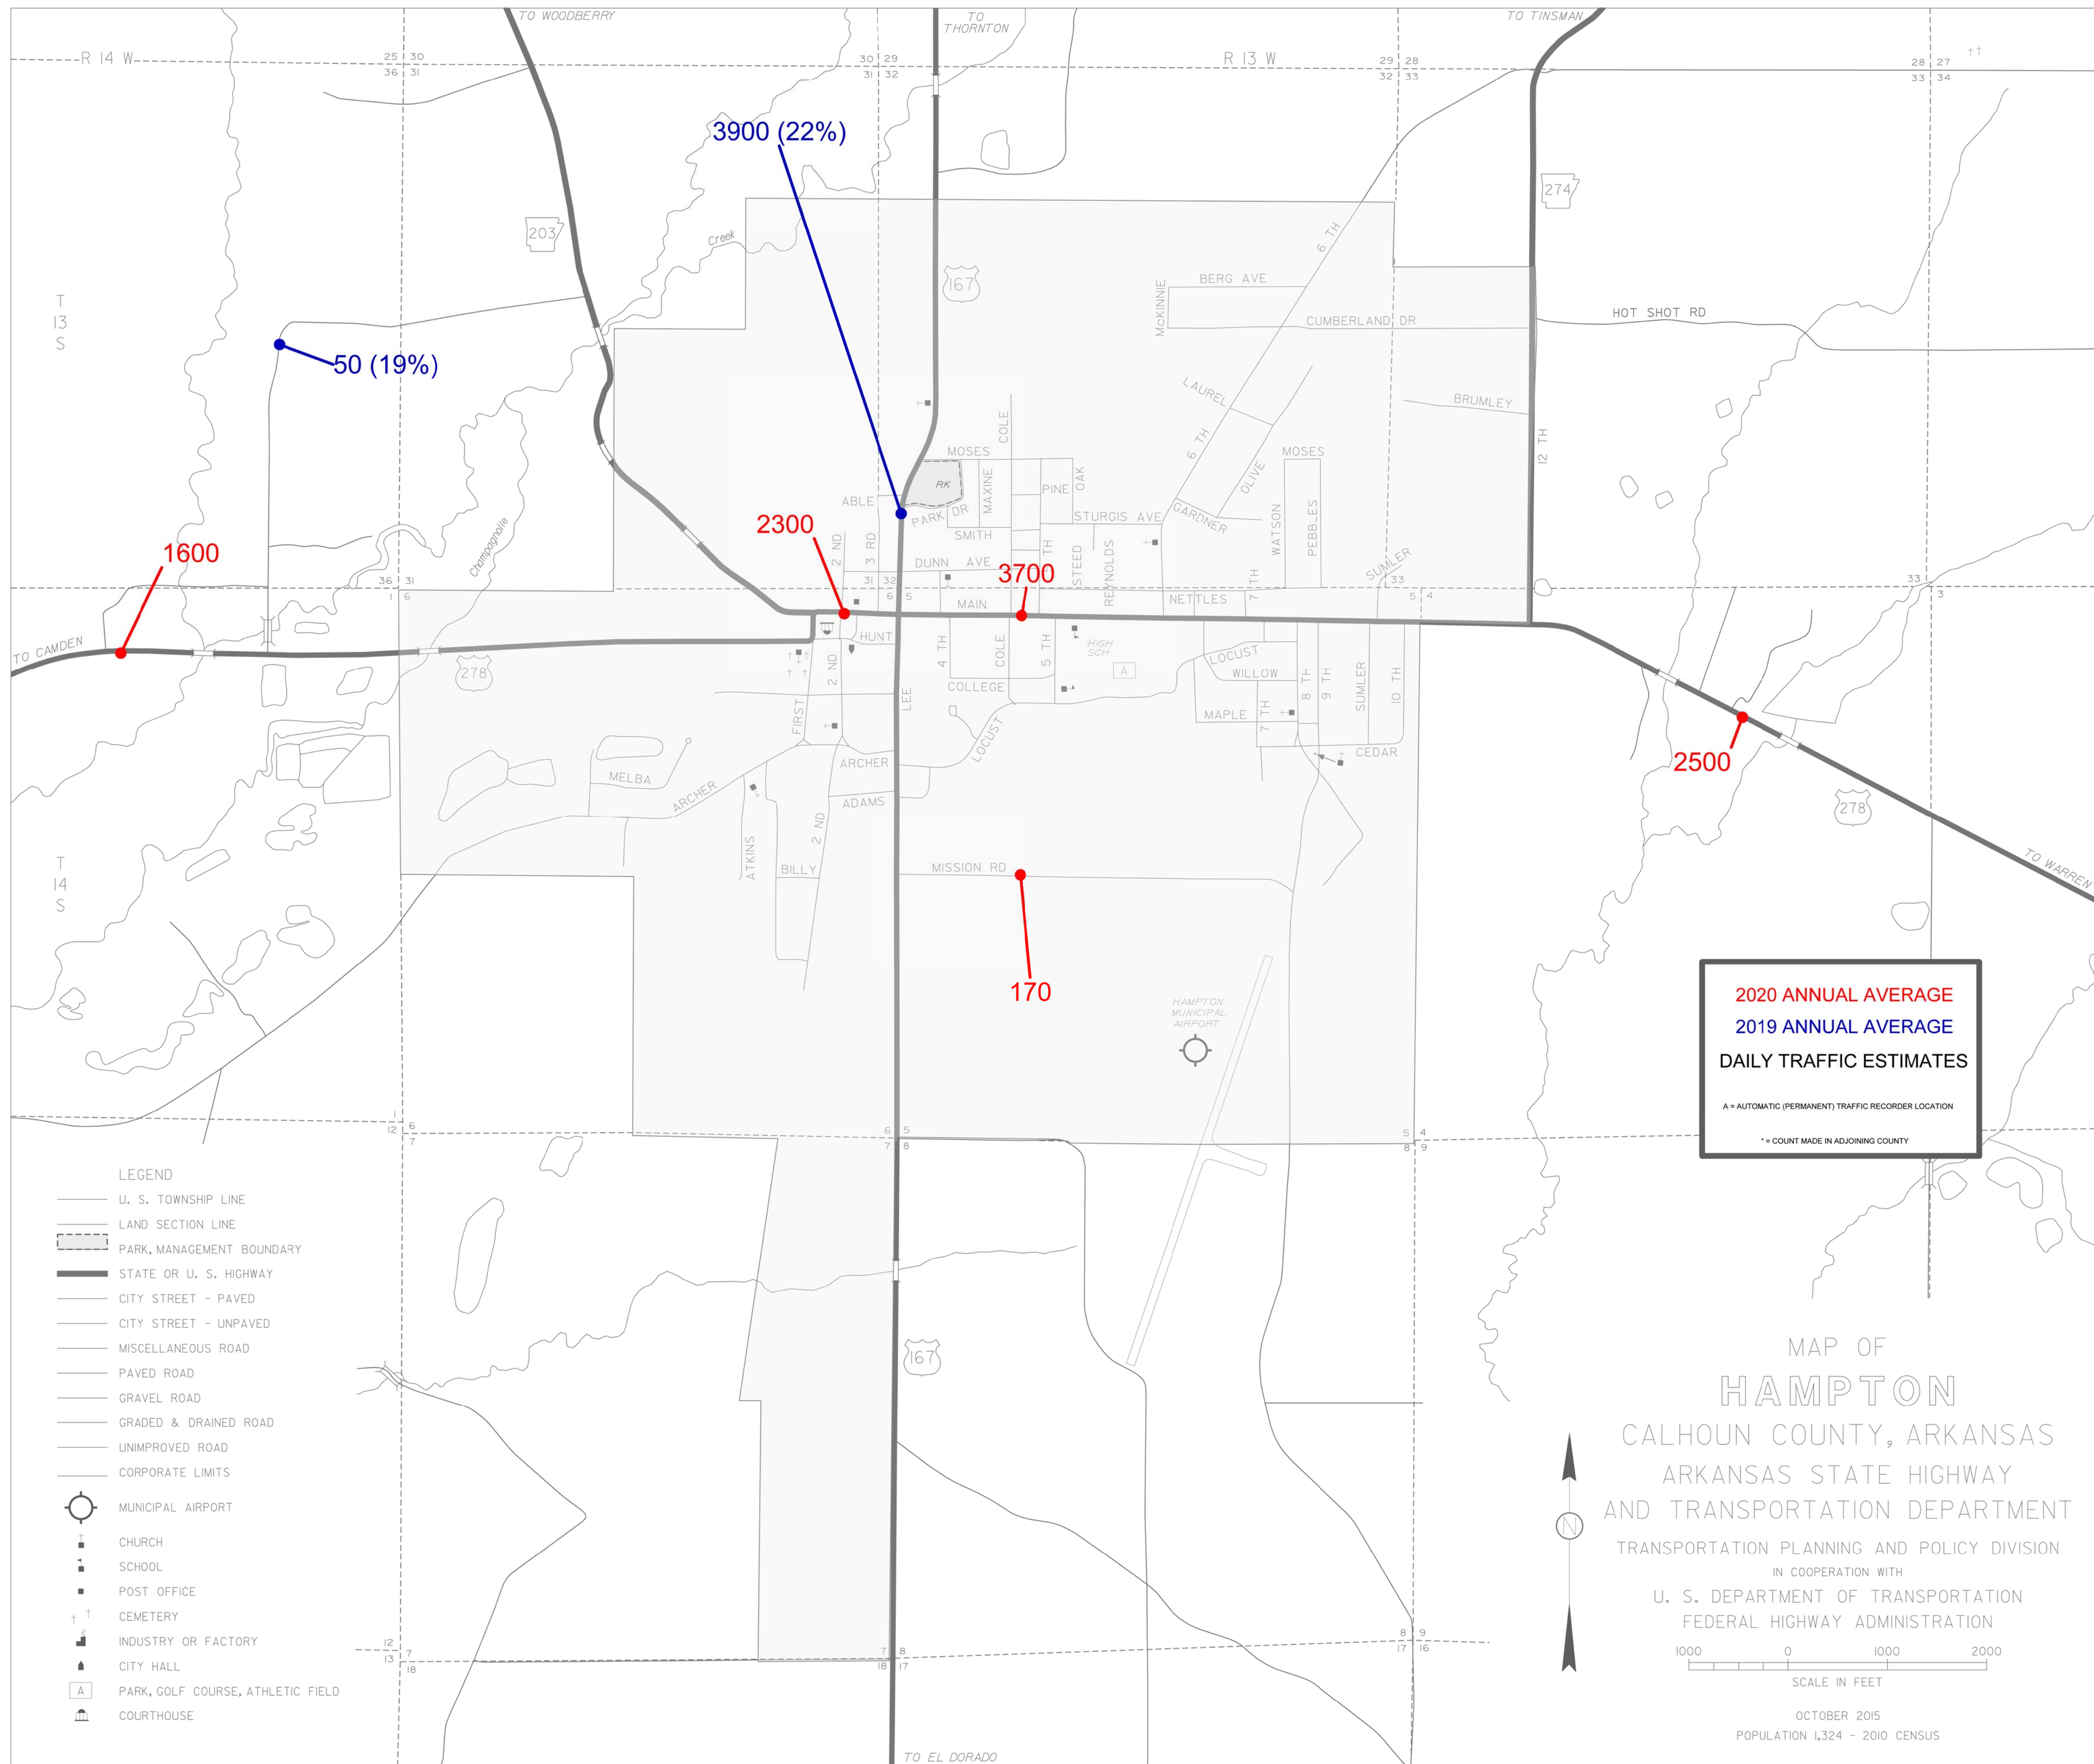 TO WOODBERRY
TO
THORNTON
TO TINSMAN
R 14 W
25 30
36 31
30 29
31 32
R 13 W
29 28
32 33
28 27
33 34
3900 (22%)
203
274
Creek
167
6 TH
BERG AVE
McKINNIE
CUMBERLAND DR
HOT SHOT RD
T
13
S
50 (19%)
LAUREL
BRUMLEY
COLE
MOSES
6 TH
MOSES
12 TH
RK
MAXINE
PINE
OAK
OLIVE
ABLE
PARK DR
STURGIS AVE
GARDNER
WATSON
PEBBLES
2300
SMITH
2 ND
3 RD
DUNN AVE
5 TH
STEED
REYNOLDS
SUMLER
Champagnolle
1600
3700
36 31
1 6
31 32
6 5
MAIN
NETTLES
7 TH
33
5 4
33
3
TO CAMDEN
HUNT
4 TH
COLE
5 TH
HIGH
SCH
A
LOCUST
278
2 ND
COLLEGE
WILLOW
8 TH
9 TH
SUMLER
10 TH
FIRST
LEE
MAPLE
7 TH
LOCUST
CEDAR
2500
ARCHER
MELBA
ARCHER
ADAMS
278
2 ND
ATKINS
BILLY
MISSION RD
TO WARREN
T
14
S
170
HAMPTON
MUNICIPAL
AIRPORT
2020 ANNUAL AVERAGE
2019 ANNUAL AVERAGE
DAILY TRAFFIC ESTIMATES
A = AUTOMATIC (PERMANENT) TRAFFIC RECORDER LOCATION
* = COUNT MADE IN ADJOINING COUNTY
1 6
12 7
6 5
7 8
5 4
8 9
LEGEND
U. S. TOWNSHIP LINE
LAND SECTION LINE
PARK, MANAGEMENT BOUNDARY
STATE OR U. S. HIGHWAY
CITY STREET - PAVED
CITY STREET - UNPAVED
MISCELLANEOUS ROAD
PAVED ROAD
GRAVEL ROAD
GRADED & DRAINED ROAD
UNIMPROVED ROAD
CORPORATE LIMITS
MUNICIPAL AIRPORT
CHURCH
SCHOOL
POST OFFICE
CEMETERY
INDUSTRY OR FACTORY
CITY HALL
A PARK, GOLF COURSE, ATHLETIC FIELD
COURTHOUSE
167
12 7
13 18
7 8
18 17
8 9
17 16
TO EL DORADO
MAP OF
HAMPTON
CALHOUN COUNTY, ARKANSAS
ARKANSAS STATE HIGHWAY
AND TRANSPORTATION DEPARTMENT
TRANSPORTATION PLANNING AND POLICY DIVISION
IN COOPERATION WITH
U. S. DEPARTMENT OF TRANSPORTATION
FEDERAL HIGHWAY ADMINISTRATION
N
1000 0 1000 2000
SCALE IN FEET
OCTOBER 2015
POPULATION 1,324 - 2010 CENSUS